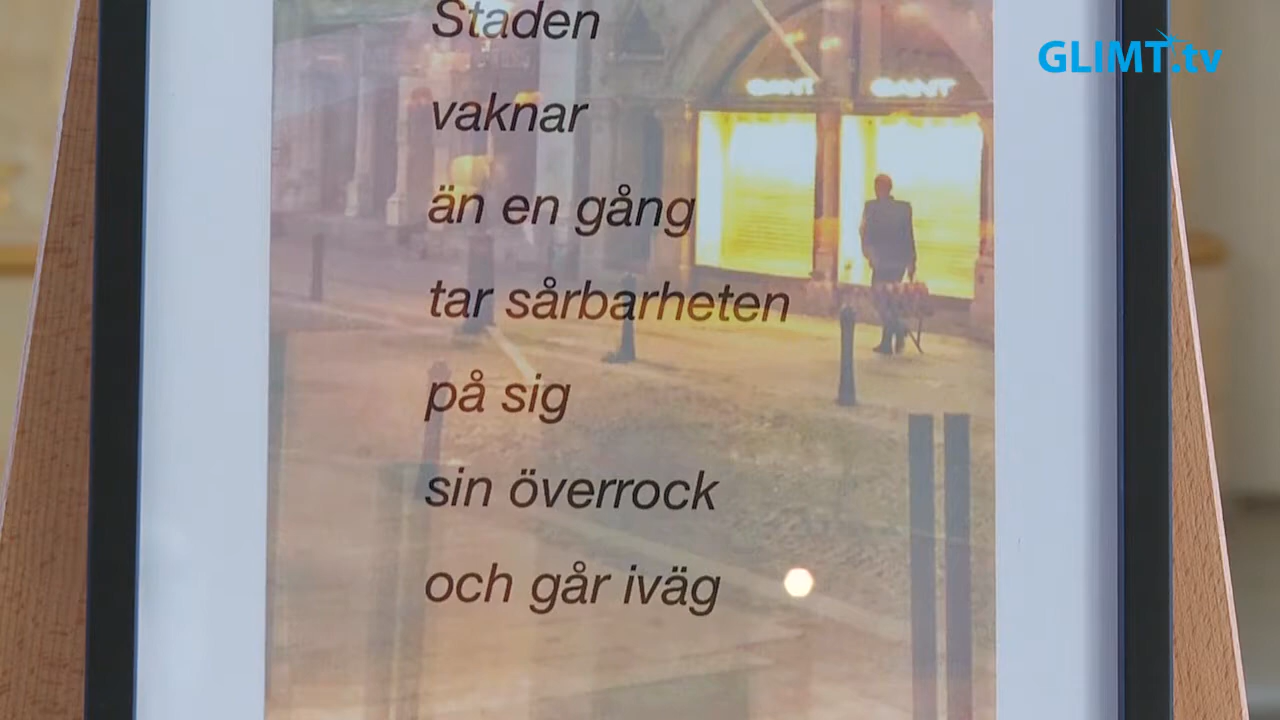 Staden
GLIMT.tv
GANT GANT
vaknar
än en gång
tar sårbarheten
på sig
sin överrock
och går iväg